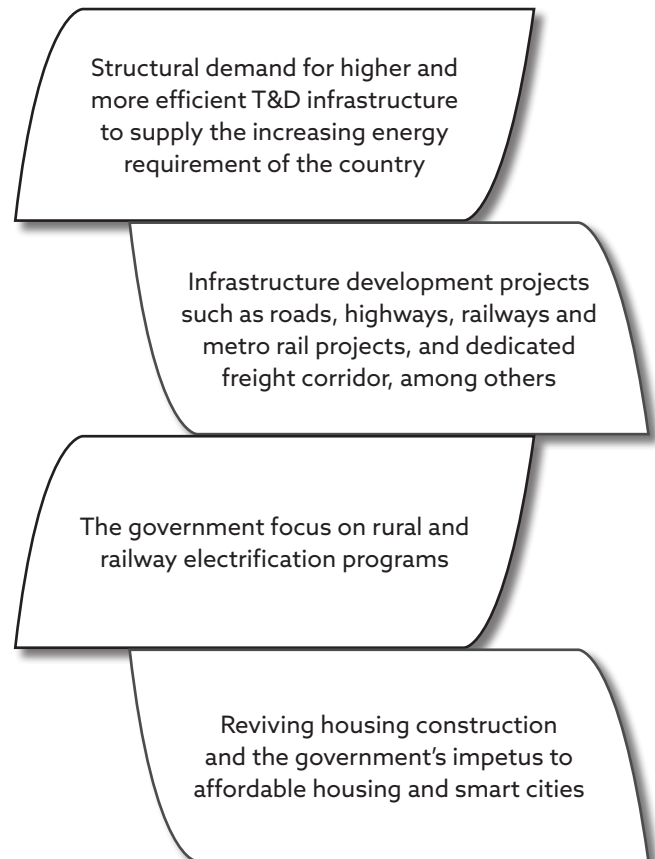 Structural demand for higher and
more efficient T&D infrastructure
to supply the increasing energy
requirement of the country
Infrastructure development projects
such as roads, highways, railways and
metro rail projects, and dedicated
freight corridor, among others
The government focus on rural and
railway electrification programs
Reviving housing construction
and the government’s impetus to
affordable housing and smart cities